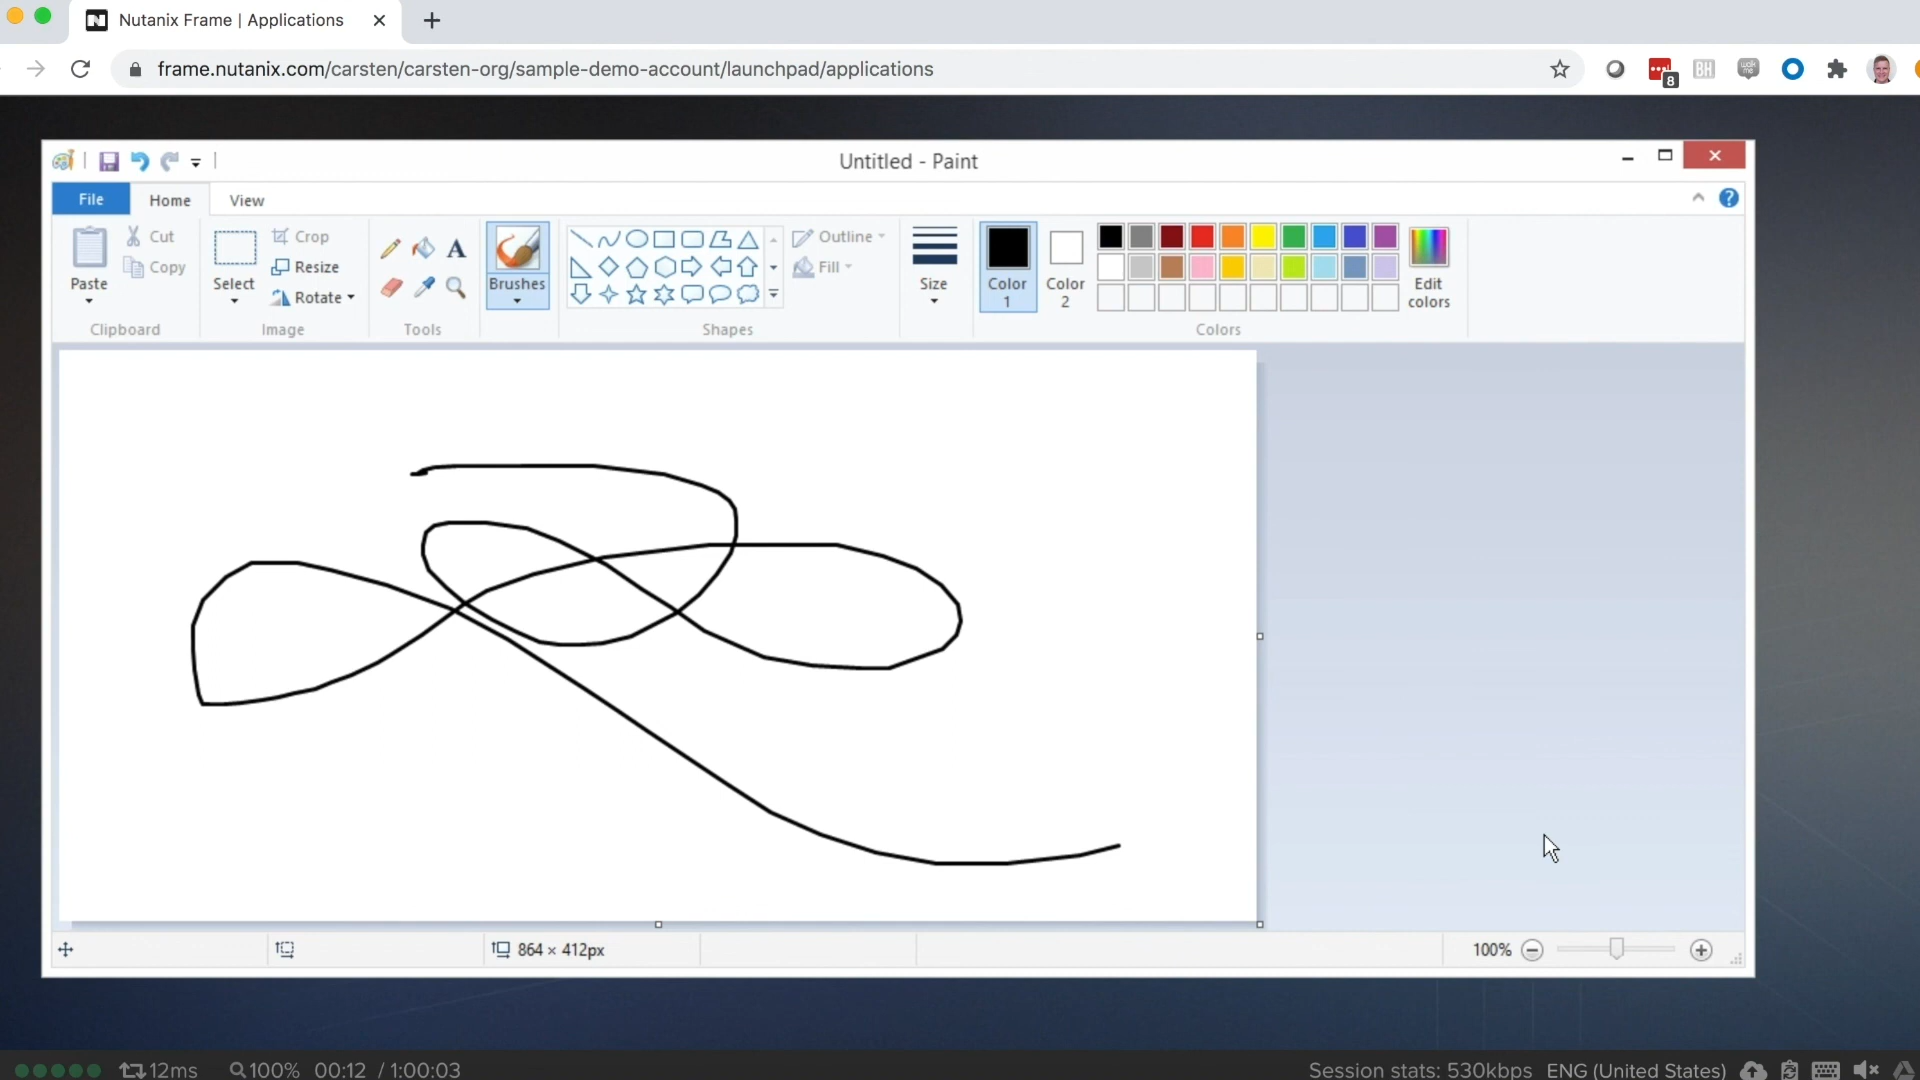 Nutanix Frame | Applications
frame.nutanix.com/carsten/carsten-org/sample-demo-account/launchpad/applications
8
BH
Untitled - Paint
File Home View
Paste
Cut
Copy
Clipboard
Select
Crop
Resize
Rotate
Image
A
Tools
Brushes
Shapes
Outline
Fill
Size
Color 1
Color 2
Colors
Edit colors
864 × 412px
100%
12ms 100% 00:12 / 1:00:03 Session stats: 530kbps ENG (United States)